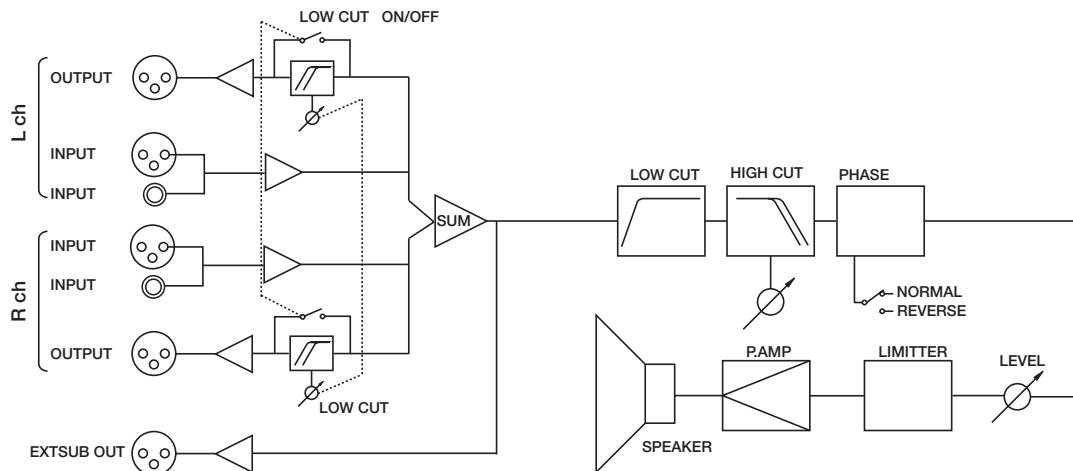 LOW CUT ON/OFF
L ch
OUTPUT
INPUT
INPUT
R ch
INPUT
INPUT
OUTPUT
LOW CUT
EXTSUB OUT
SUM
LOW CUT
HIGH CUT
PHASE
NORMAL
REVERSE
SPEAKER
P.AMP
LIMITTER
LEVEL